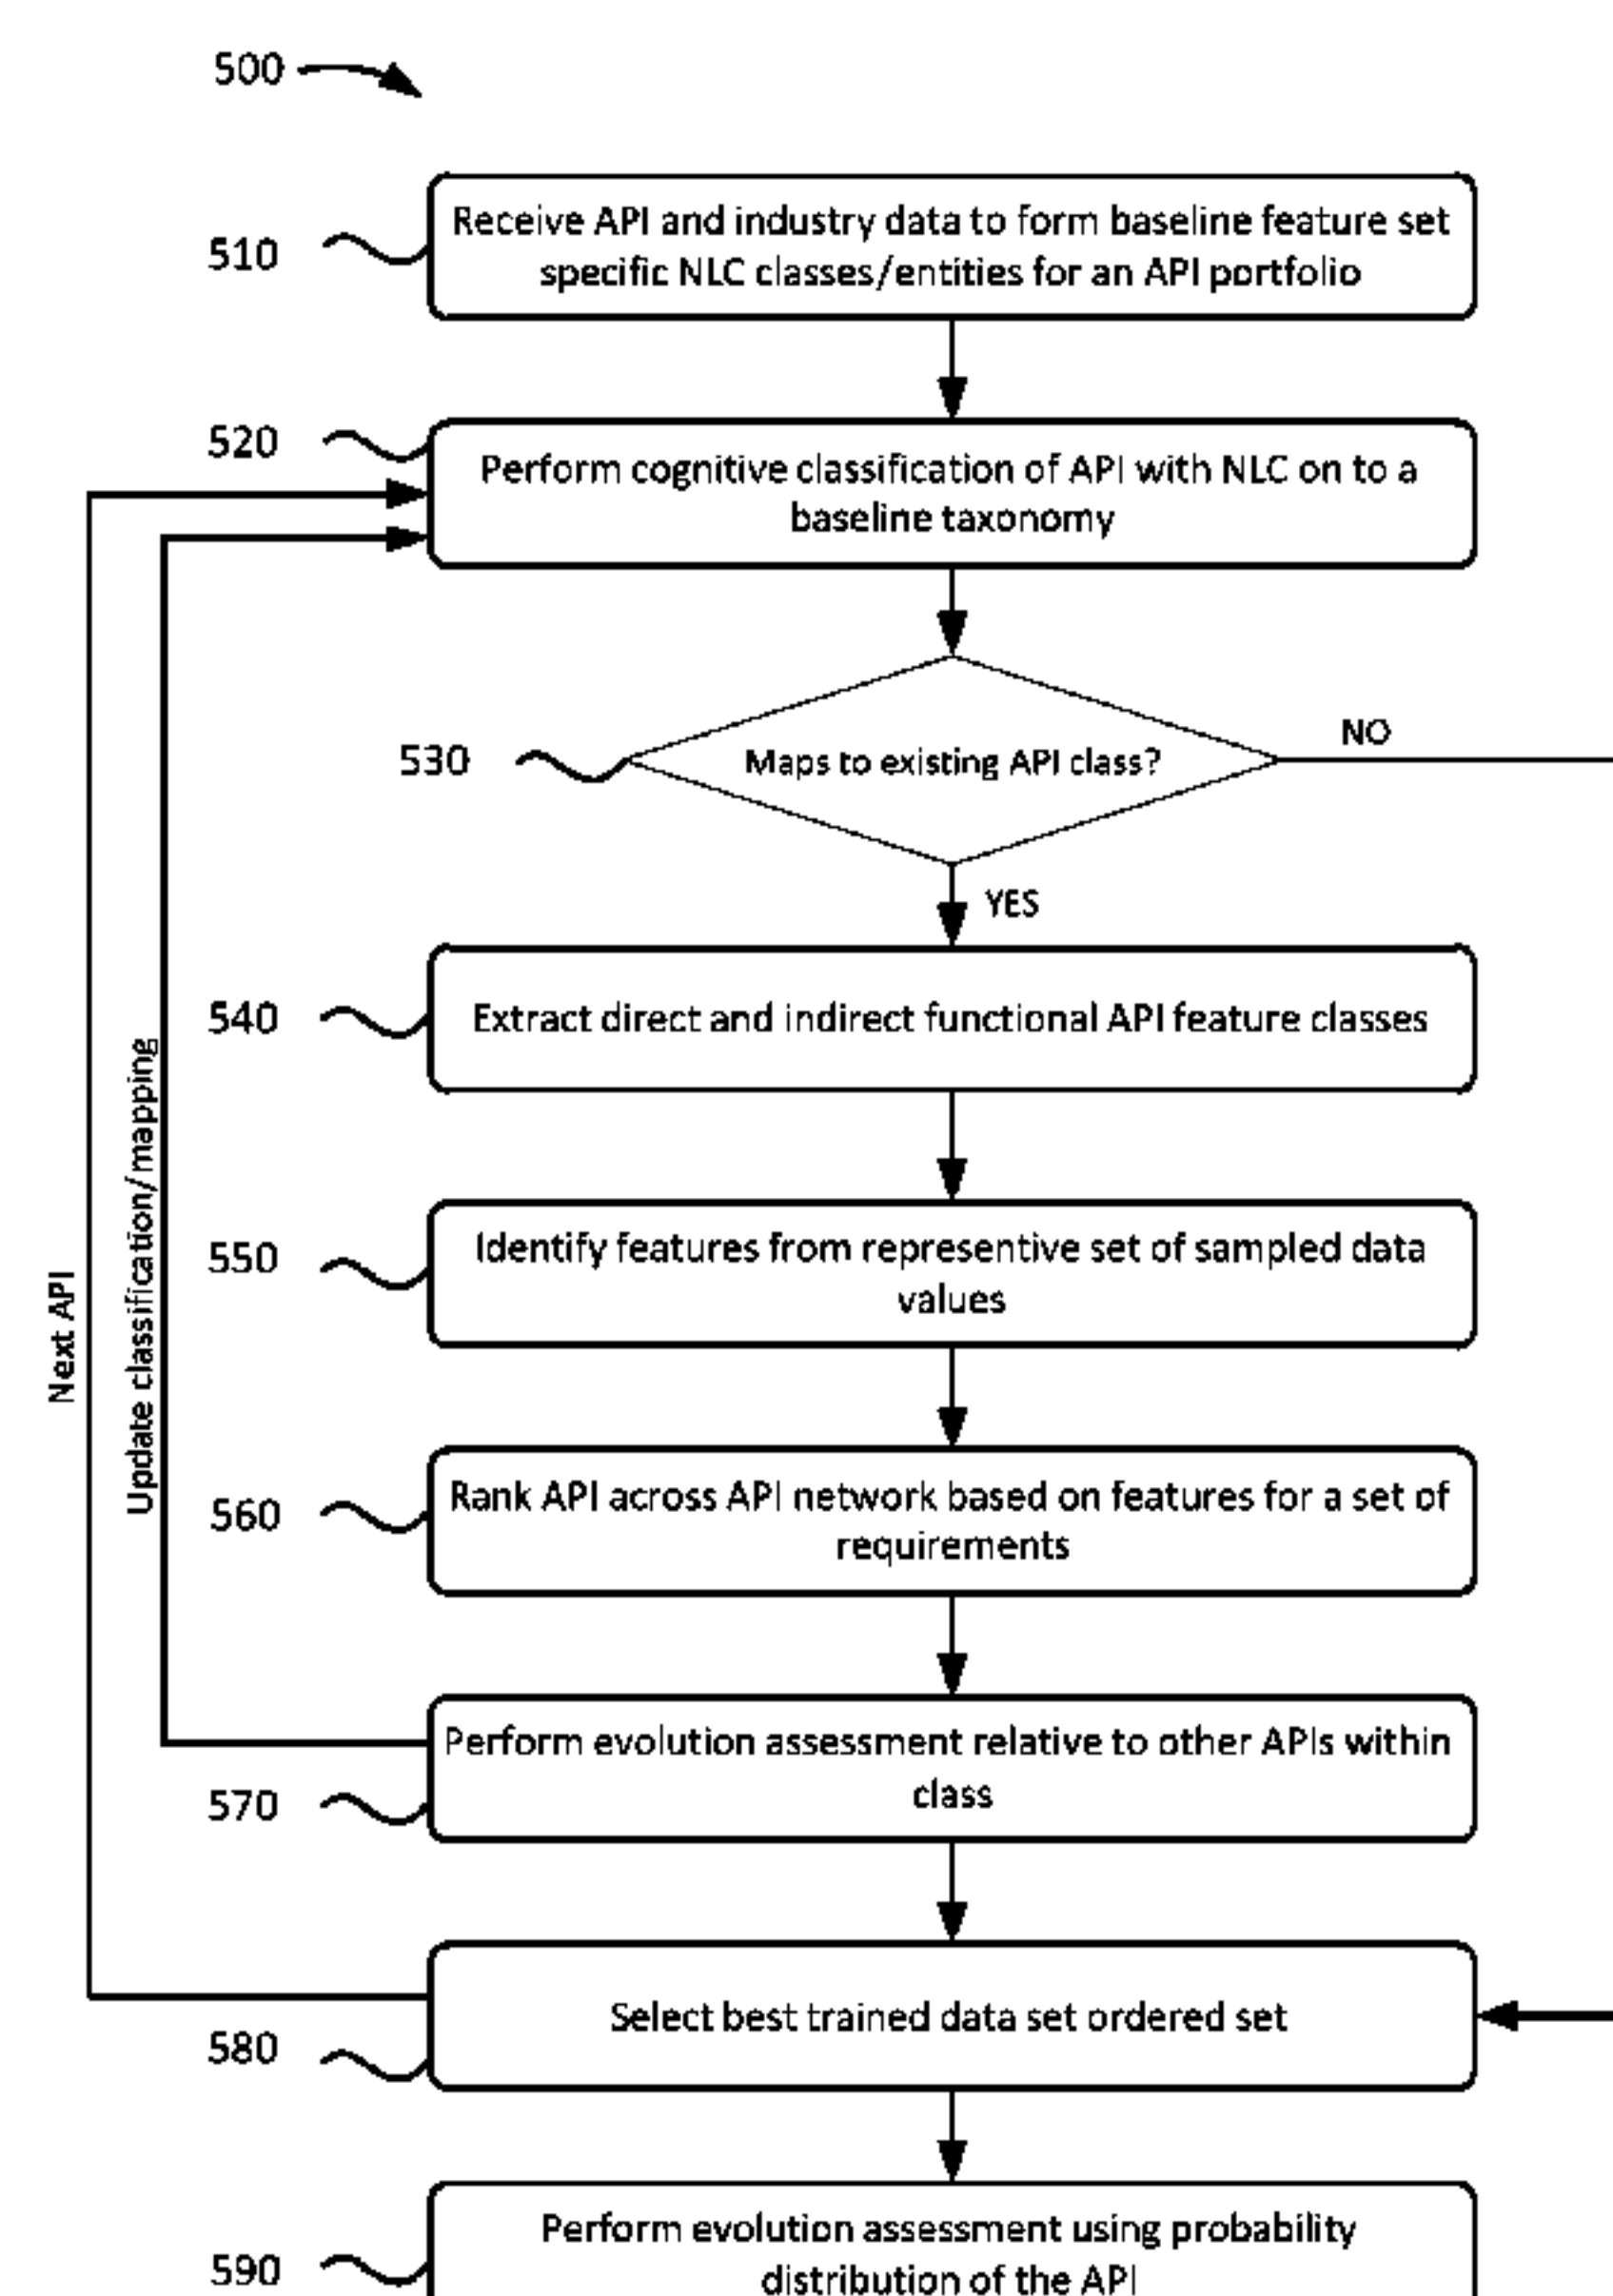 500
510
Receive API and industry data to form baseline feature set
specific NLC classes/entities for an API portfolio
520
Perform cognitive classification of API with NLC on to a
baseline taxonomy
530
Maps to existing API class?
NO
YES
540
Extract direct and indirect functional API feature classes
Update classification/mapping
Next API
550
Identify features from representive set of sampled data
values
560
Rank API across API network based on features for a set of
requirements
570
Perform evolution assessment relative to other APIs within
class
580
Select best trained data set ordered set
590
Perform evolution assessment using probability
distribution of the API